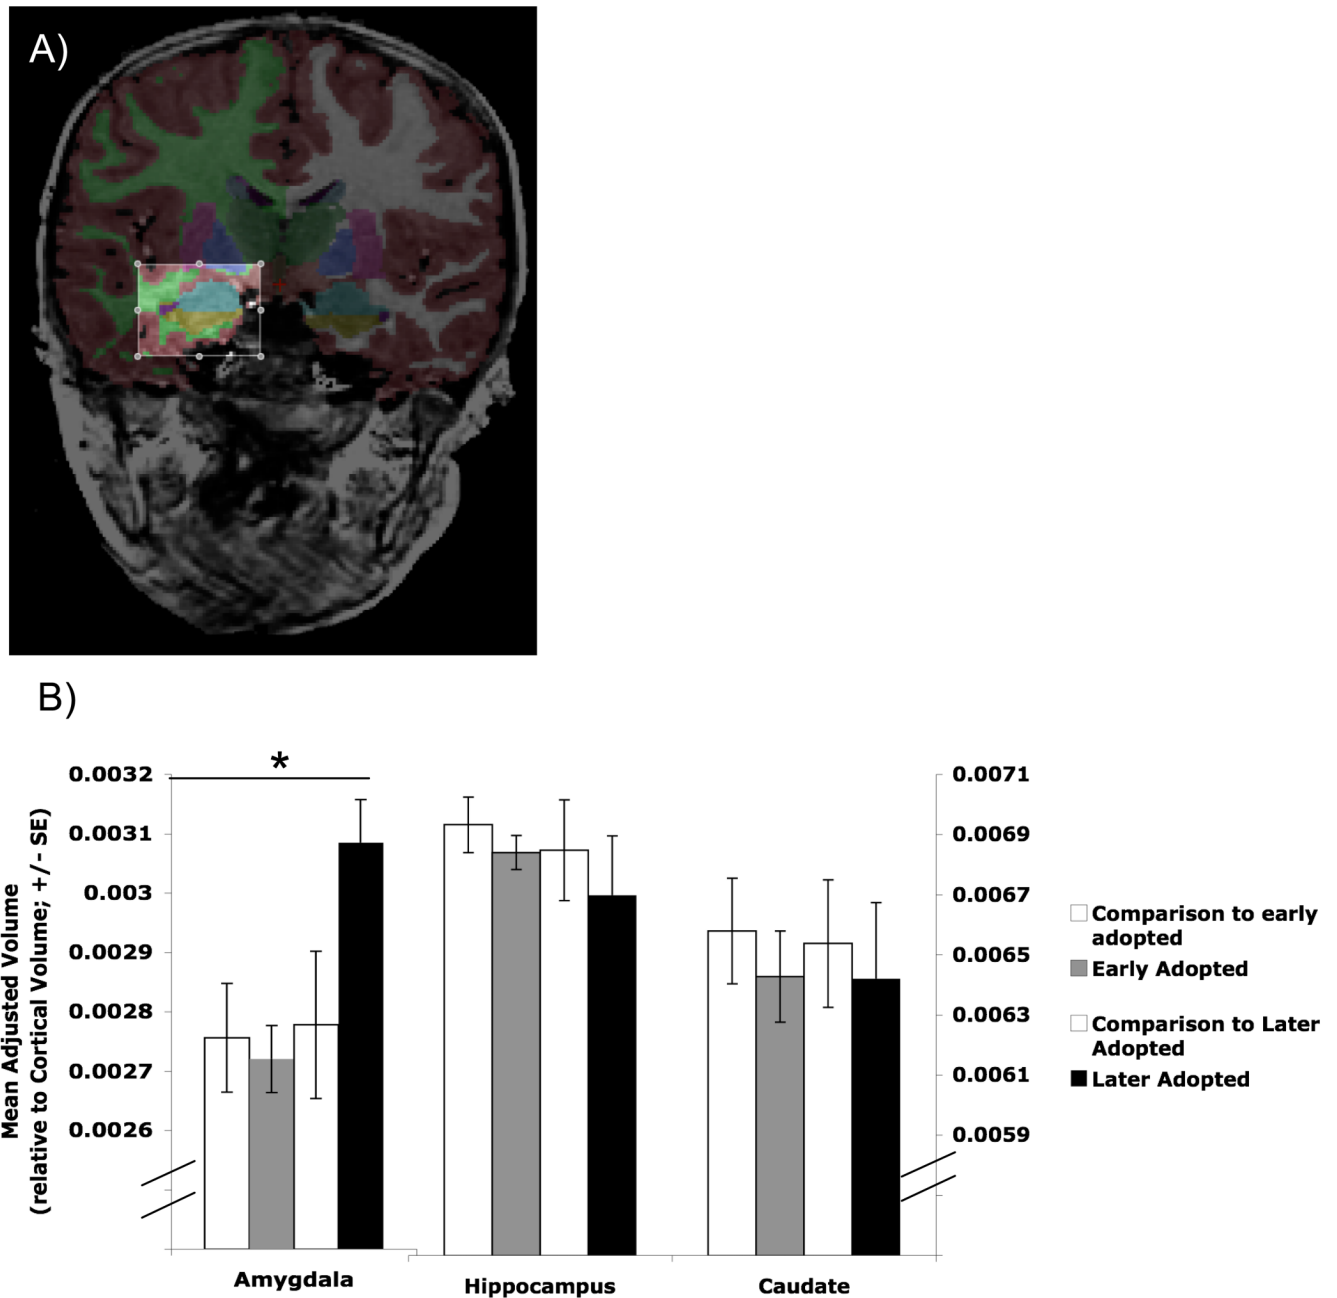 A)
B)
*
Mean Adjusted Volume
(relative to Cortical Volume; +/- SE)
0.0032
0.0031
0.003
0.0029
0.0028
0.0027
0.0026
0.0071
0.0069
0.0067
0.0065
0.0063
0.0061
0.0059
Amygdala
Hippocampus
Caudate
Comparison to early
adopted
Early Adopted
Comparison to Later
Adopted
Later Adopted